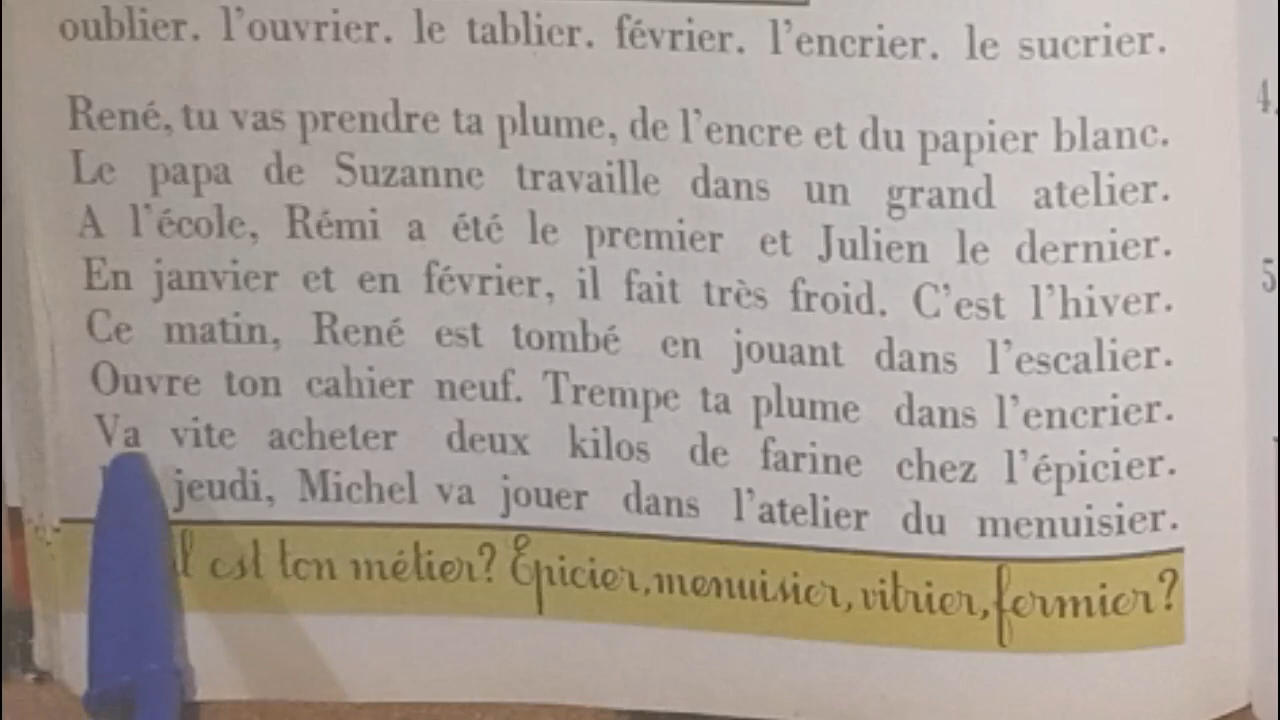 oublier. l'ouvrier. le tablier. février. l'encrier. le sucrier.
René, tu vas prendre ta plume, de l'encre et du papier blanc.
Le papa de Suzanne travaille dans un grand atelier.
A l'école, Rémi a été le premier et Julien le dernier.
En janvier et en février, il fait très froid. C'est l'hiver.
Ce matin, René est tombé en jouant dans l'escalier.
Ouvre ton cahier neuf. Trempe ta plume dans l'encrier.
Va vite acheter deux kilos de farine chez l'épicier.
jeudi, Michel va jouer dans l'atelier du menuisier.
est ton métier? Épicier, menuisier, vitrier, fermier?
4.
5